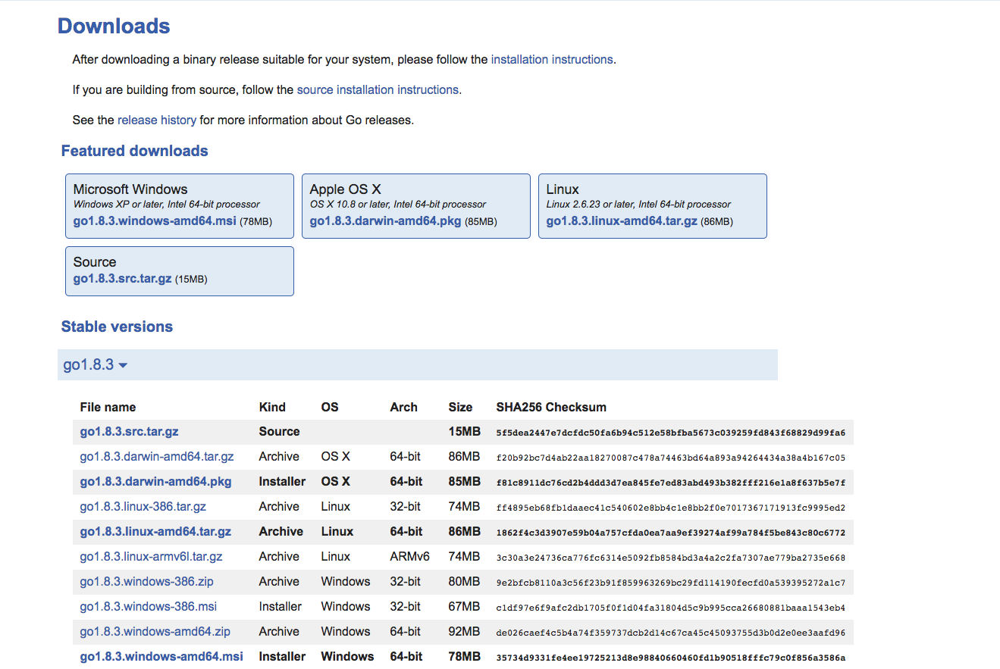 Downloads
After downloading a binary release suitable for your system, please follow the installation instructions.
If you are building from source, follow the source installation instructions.
See the release history for more information about Go releases.
Featured downloads
Microsoft Windows
Windows XP or later, Intel 64-bit processor
go1.8.3.windows-amd64.msi (78MB)
Apple OS X
OS X 10.8 or later, Intel 64-bit processor
go1.8.3.darwin-amd64.pkg (85MB)
Linux
Linux 2.6.23 or later, Intel 64-bit processor
go1.8.3.linux-amd64.tar.gz (86MB)
Source
go1.8.3.src.tar.gz (15MB)
Stable versions
go1.8.3
File name Kind OS Arch Size SHA256 Checksum
go1.8.3.src.tar.gz Source 15MB 5f5dea2447e7dcfdc50fa6b94c512e58bfba5673c039259fd843f68829d99fa6
go1.8.3.darwin-amd64.tar.gz Archive OS X 64-bit 86MB f20b92bc7d4ab22aa18270087c478a74463bd64a893a94264434a38a4b167c05
go1.8.3.darwin-amd64.pkg Installer OS X 64-bit 85MB f81c8911dc76cd2b4ddd3d7ea845fe7ed83abd493b382fff216e1a8f637b5e7f
go1.8.3.linux-386.tar.gz Archive Linux 32-bit 74MB ff4895eb68fb1daaec41c540602e8bb4c1e8bb2f0e7017367171913fc9995ed2
go1.8.3.linux-amd64.tar.gz Archive Linux 64-bit 86MB 1862f4c3d3907e59b04a757cfda0ea7aa9ef39274af99a784f5be843c80c6772
go1.8.3.linux-armv6l.tar.gz Archive Linux ARMv6 74MB 3c30a3e24736ca776fc6314e5092fb8584bd3a4a2c2fa7307ae779ba2735e668
go1.8.3.windows-386.zip Archive Windows 32-bit 80MB 9e2bfcb8110a3c56f23b91f859963269bc29fd114190fecfd0a539395272a1c7
go1.8.3.windows-386.msi Installer Windows 32-bit 67MB c1df97e6f9afc2db1705f0f1d04fa31804d5c9b995cca26680881baaa1543eb4
go1.8.3.windows-amd64.zip Archive Windows 64-bit 92MB de026caef4c5b4a74f359737dcb2d14c67ca45c45093755d3b0d2e0ee3aafd96
go1.8.3.windows-amd64.msi Installer Windows 64-bit 78MB 35734d9331fe4ee19725213d8e98840660460fd1b90518fffc79c0f856a3586a